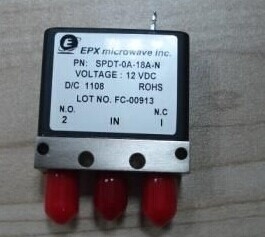 EPX microwave Inc.
PN: SPDT-0A-18A-N
VOLTAGE : 12 VDC
D/C 1108 ROHS
LOT NO. FC-00913
N.O. N.C
2 IN 1